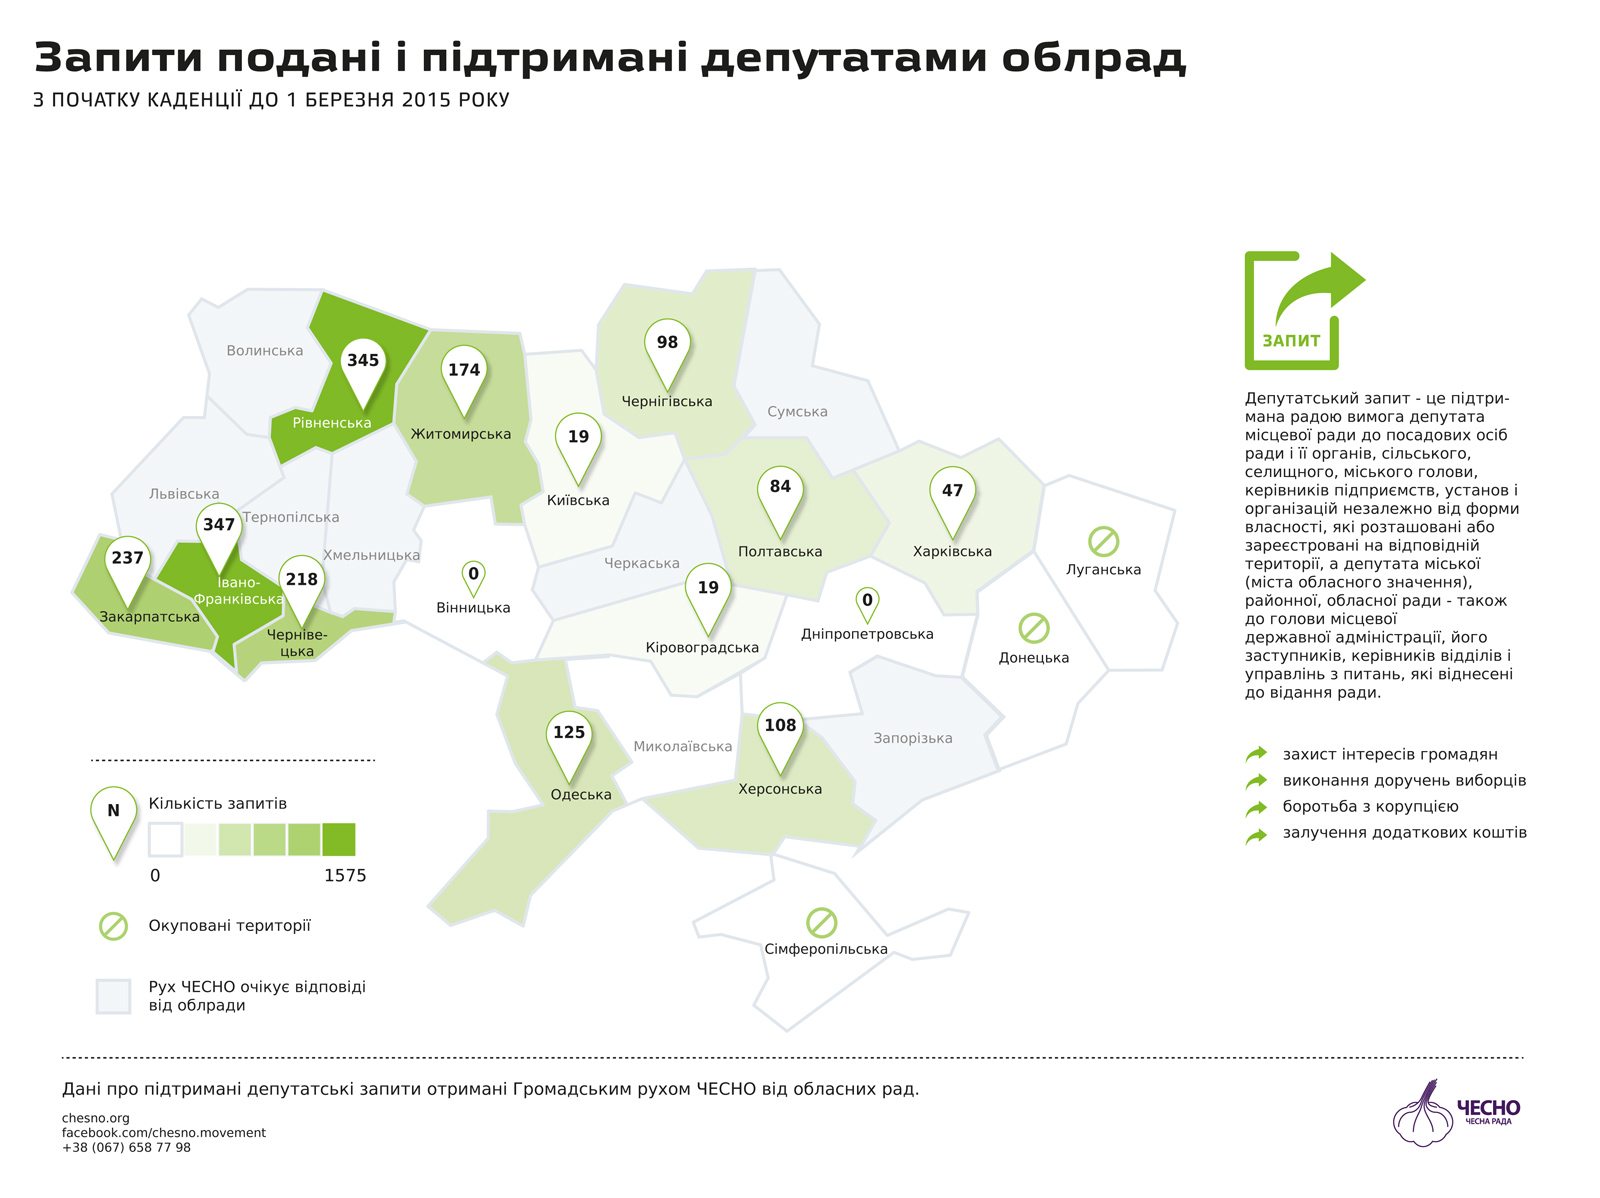 Запити подані і підтримані депутатами облрад
З ПОЧАТКУ КАДЕНЦІЇ ДО 1 БЕРЕЗНЯ 2015 РОКУ
Волинська
345
Рівненська
174
Житомирська
19
Київська
98
Чернігівська
Сумська
Львівська
Тернопільська
Хмельницька
347
Івано-
Франківська
237
Закарпатська
218
Черніве-
цька
0
Вінницька
Черкаська
84
Полтавська
47
Харківська
Луганська
19
Кіровоградська
0
Дніпропетровська
Донецька
125
Одеська
Миколаївська
108
Херсонська
Запорізька
Сімферопільська
ЗАПИТ
Депутатський запит - це підтри-
мана радою вимога депутата
місцевої ради до посадових осіб
ради і її органів, сільського,
селищного, міського голови,
керівників підприємств, установ і
організацій незалежно від форми
власності, які розташовані або
зареєстровані на відповідній
території, а депутата міської
(міста обласного значення),
районної, обласної ради - також
до голови місцевої
державної адміністрації, його
заступників, керівників відділів і
управлінь з питань, які віднесені
до відання ради.
захист інтересів громадян
виконання доручень виборців
боротьба з корупцією
залучення додаткових коштів
N
Кількість запитів
0 1575
Окуповані території
Рух ЧЕСНО очікує відповіді
від облради
Дані про підтримані депутатські запити отримані Громадським рухом ЧЕСНО від обласних рад.
chesno.org
facebook.com/chesno.movement
+38 (067) 658 77 98
ЧЕСНО
ЧЕСНА РАДА